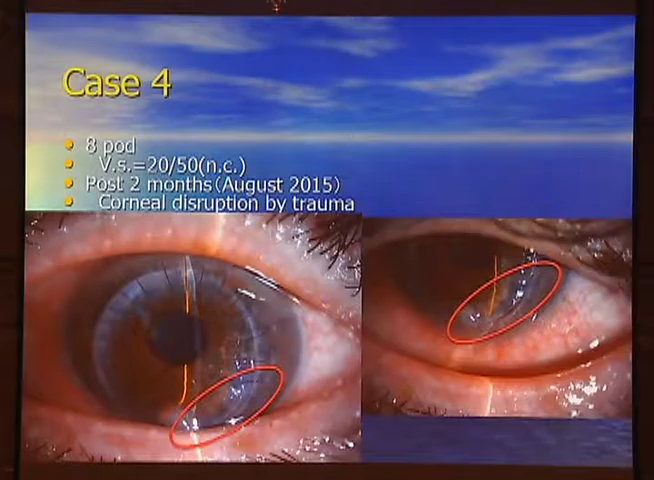 Case 4
8 pod
V.s.=20/50(n.c.)
Post 2 months(August 2015)
Corneal disruption by trauma